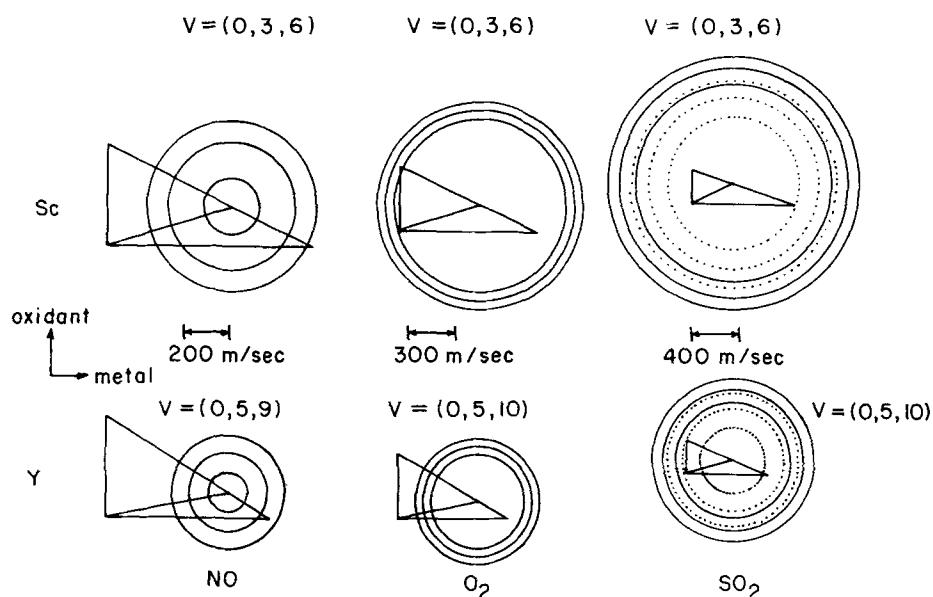 V = (0,3,6) V = (0,3,6) V = (0,3,6)
Sc
oxidant
metal
200 m/sec 300 m/sec 400 m/sec
V = (0,5,9) V = (0,5,10) V = (0,5,10)
Y
NO O₂ SO₂